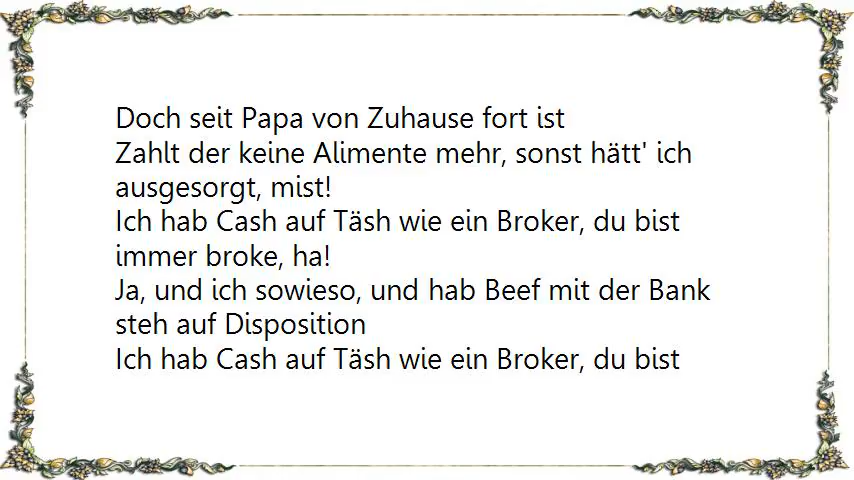 Doch seit Papa von Zuhause fort ist
Zahlt der keine Alimente mehr, sonst hätt' ich
ausgesorgt, mist!
Ich hab Cash auf Täsh wie ein Broker, du bist
immer broke, ha!
Ja, und ich sowieso, und hab Beef mit der Bank
steh auf Disposition
Ich hab Cash auf Täsh wie ein Broker, du bist